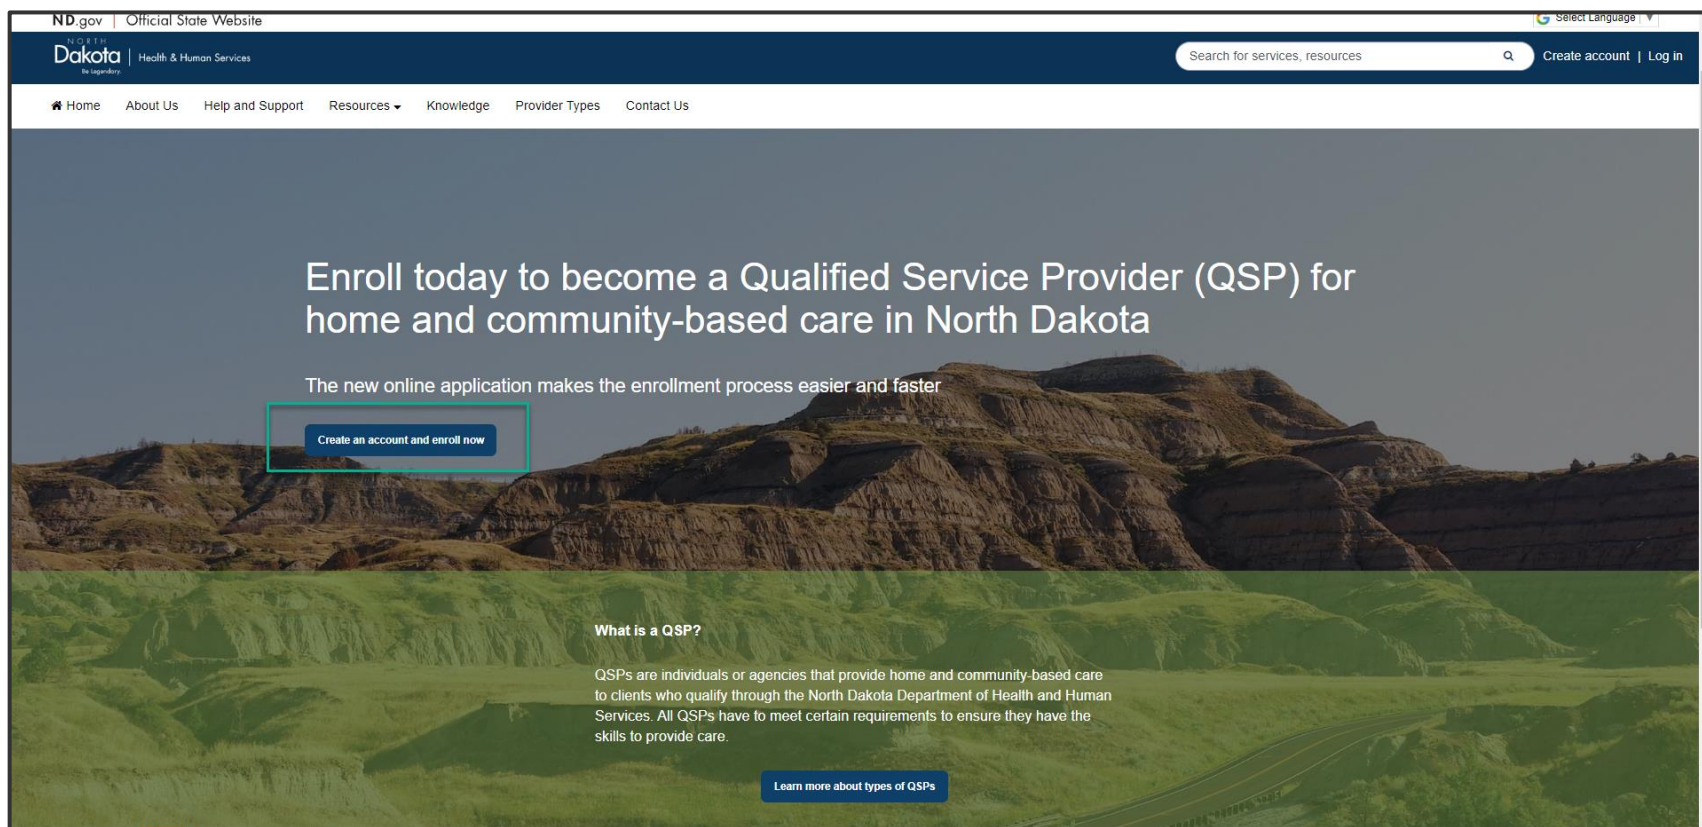 ND.gov | Official State Website
Select Language ▼
NORTH
Dakota | Health & Human Services
Be Legendary.
Search for services, resources
Create account | Log in
Home About Us Help and Support Resources Knowledge Provider Types Contact Us
Enroll today to become a Qualified Service Provider (QSP) for
home and community-based care in North Dakota
The new online application makes the enrollment process easier and faster
Create an account and enroll now
What is a QSP?
QSPs are individuals or agencies that provide home and community-based care
to clients who qualify through the North Dakota Department of Health and Human
Services. All QSPs have to meet certain requirements to ensure they have the
skills to provide care.
Learn more about types of QSPs